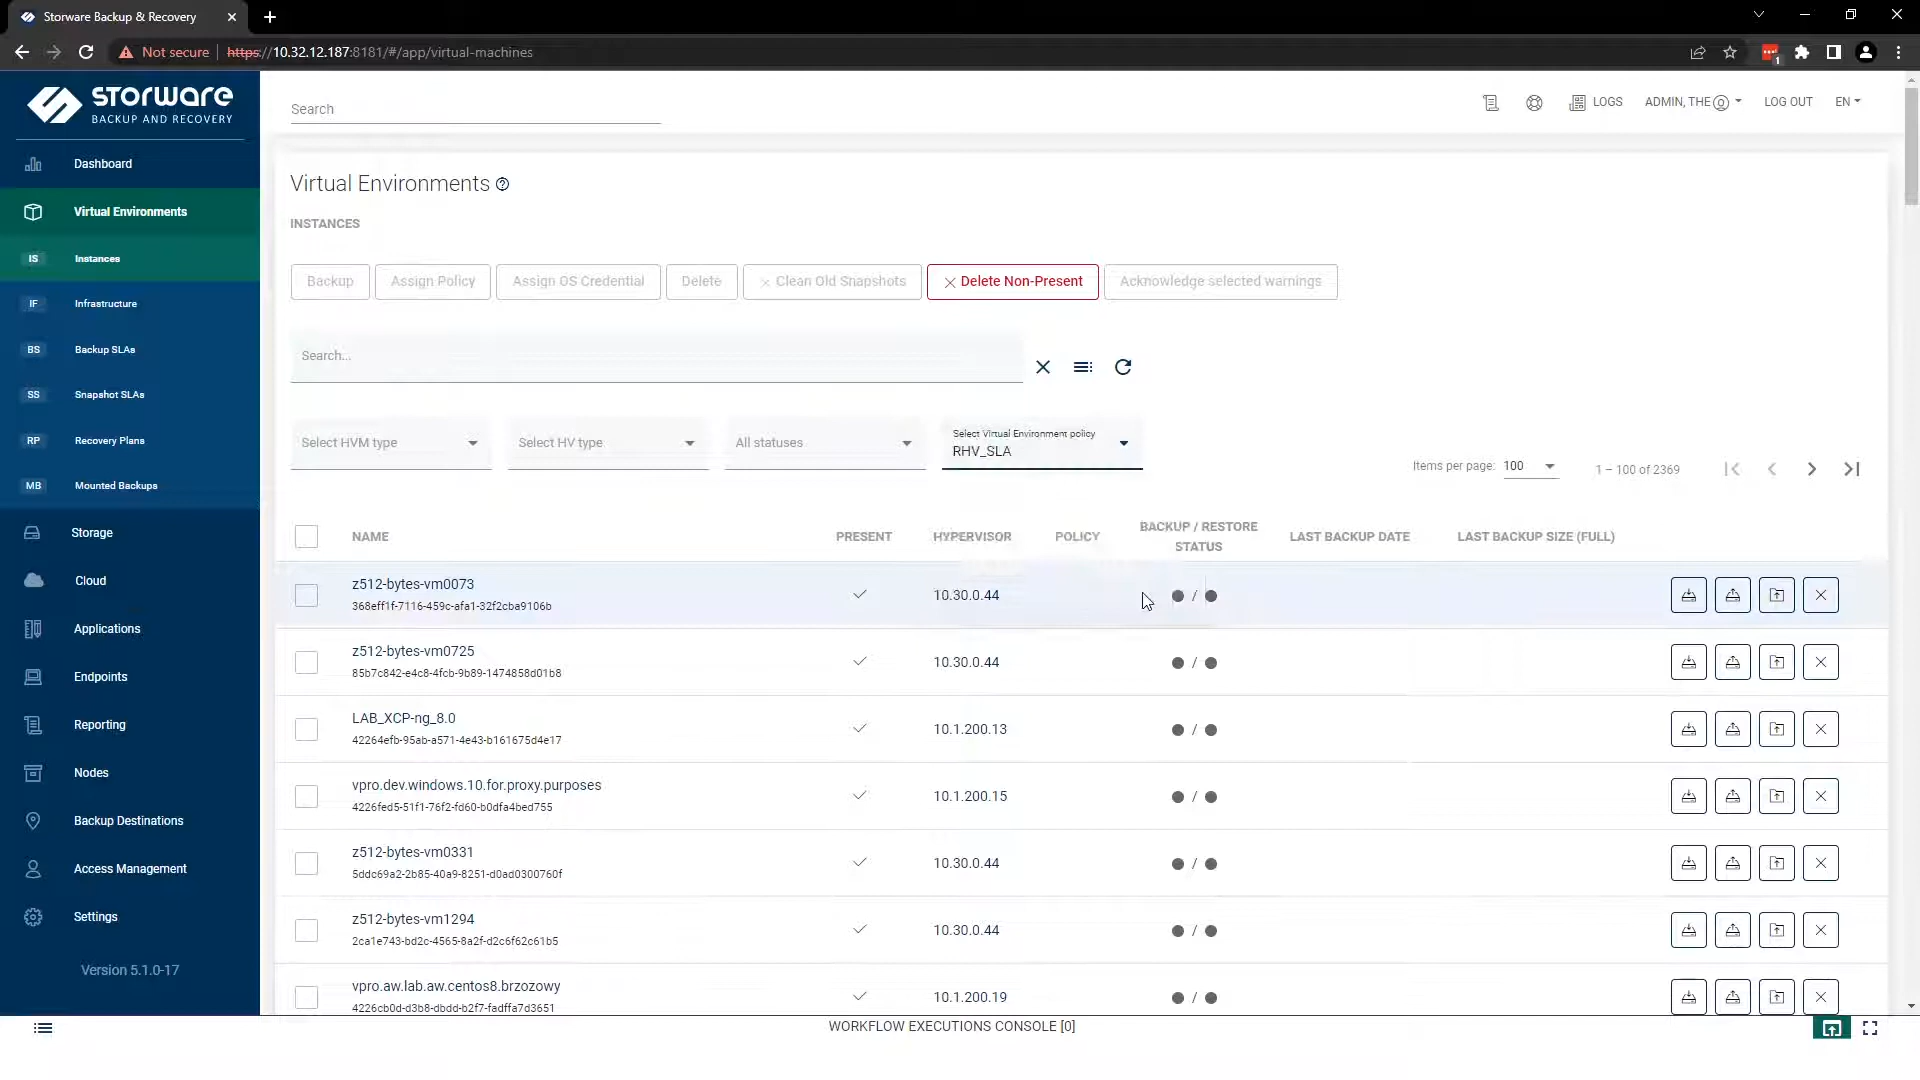 Storware Backup & Recovery
Not secure
https://10.32.12.187:8181/#/app/virtual-machines
1
storware
BACKUP AND RECOVERY
Dashboard
Virtual Environments
IS Instances
IF Infrastructure
BS Backup SLAs
SS Snapshot SLAs
RP Recovery Plans
MB Mounted Backups
Storage
Cloud
Applications
Endpoints
Reporting
Nodes
Backup Destinations
Access Management
Settings
Version 5.1.0-17
Search
LOGS
ADMIN, THE
LOG OUT
EN
Virtual Environments
INSTANCES
Backup
Assign Policy
Assign OS Credential
Delete
Clean Old Snapshots
Delete Non-Present
Acknowledge selected warnings
Search...
Select HVM type
Select HV type
All statuses
Select Virtual Environment policy
RHV_SLA
Items per page: 100
1 – 100 of 2369
NAME PRESENT HYPERVISOR POLICY BACKUP / RESTORE STATUS LAST BACKUP DATE LAST BACKUP SIZE (FULL)
z512-bytes-vm0073
368eff1f-7116-459c-afa1-32f2cba9106b
10.30.0.44
/
z512-bytes-vm0725
85b7c842-e4c8-4fcb-9b89-1474858d01b8
10.30.0.44
/
LAB_XCP-ng_8.0
42264efb-95ab-a571-4e43-b161675d4e17
10.1.200.13
/
vpro.dev.windows.10.for.proxy.purposes
4226fed5-51f1-76f2-fd60-b0dfa4bed755
10.1.200.15
/
z512-bytes-vm0331
5ddc69a2-2b85-40a9-8251-d0ad0300760f
10.30.0.44
/
z512-bytes-vm1294
2ca1e743-bd2c-4565-8a2f-d2c6f62c61b5
10.30.0.44
/
vpro.aw.lab.aw.centos8.brzozowy
4226cb0d-d3b8-dbdd-b2f7-fadffa7d3651
10.1.200.19
/
WORKFLOW EXECUTIONS CONSOLE [0]